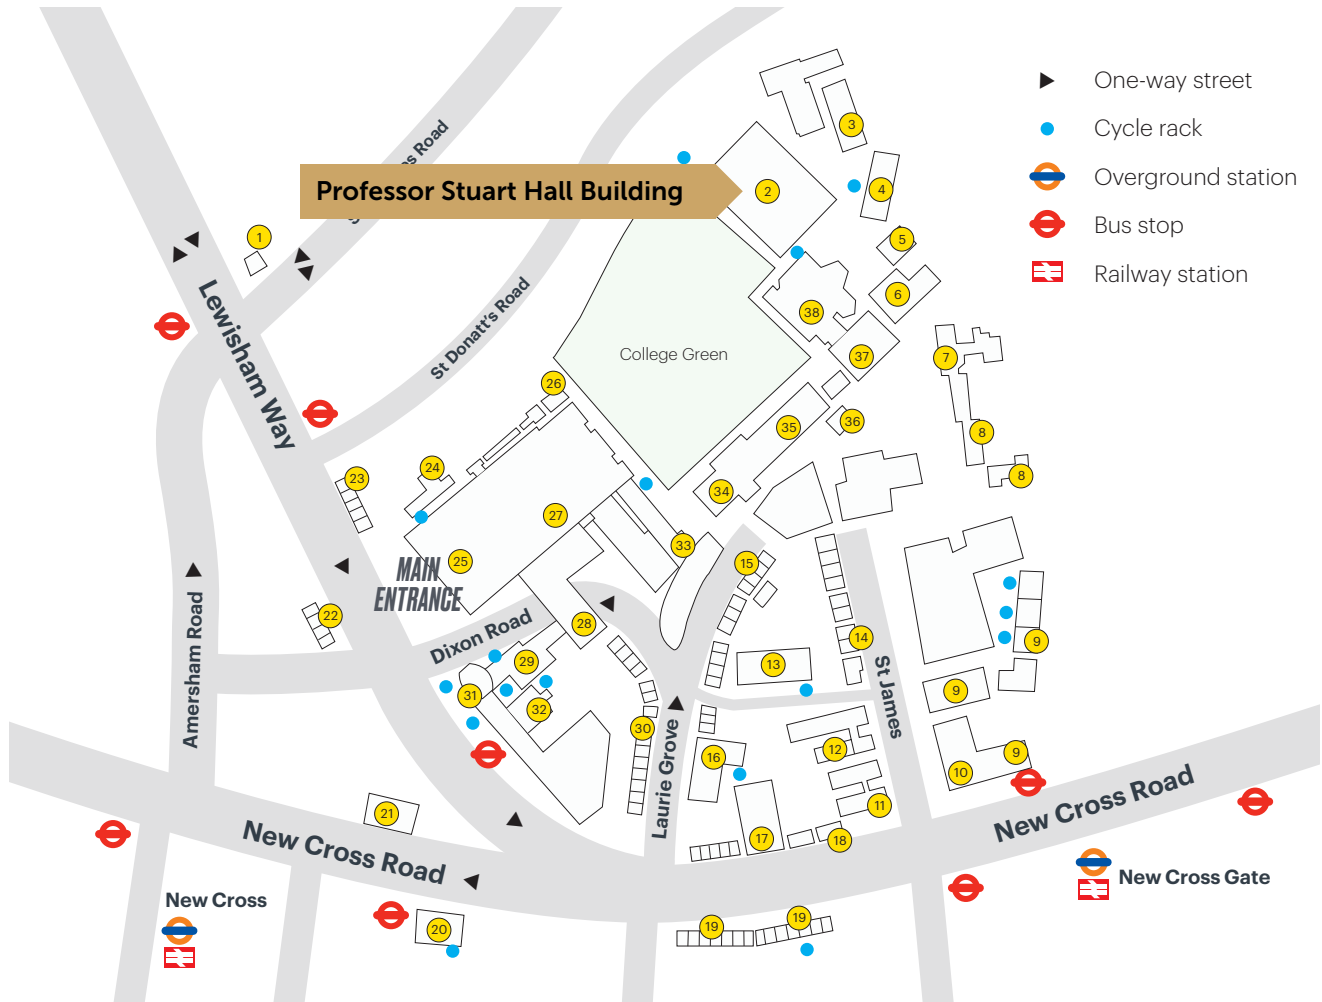 One-way street
Cycle rack
Overground station
Bus stop
Railway station
Professor Stuart Hall Building
2
3
4
5
6
38
37
7
8
8
1
Lewisham Way
St Donatt's Road
College Green
26
35
36
34
24
23
27
25
33
15
MAIN
ENTRANCE
22
28
Dixon Road
29
31
32
30
14
13
9
9
9
10
St James
Amersham Road
Laurie Grove
16
12
11
17
18
21
New Cross Road
New Cross Road
New Cross
20
19
19
New Cross Gate
Road